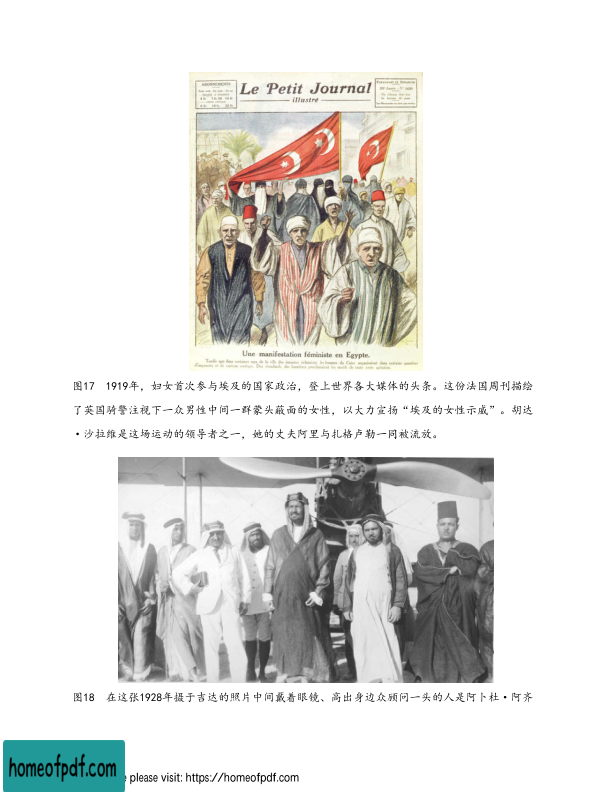 ABONNEMENTS
Le Petit Journal
illustré
Une manifestation féministe en Egypte.
图17 1919年，妇女首次参与埃及的国家政治，登上世界各大媒体的头条。这份法国周刊描绘
了英国骑警注视下一众男性中间一群蒙头蔽面的女性，以大力宣扬“埃及的女性示威”。胡达
·沙拉维是这场运动的领导者之一，她的丈夫阿里与扎格卢勒一同被流放。
图18 在这张1928年摄于吉达的照片中间戴着眼镜、高出身边众顾问一头的人是阿卜杜·阿齐
homeofpdf.com
e please visit: https://homeofpdf.com